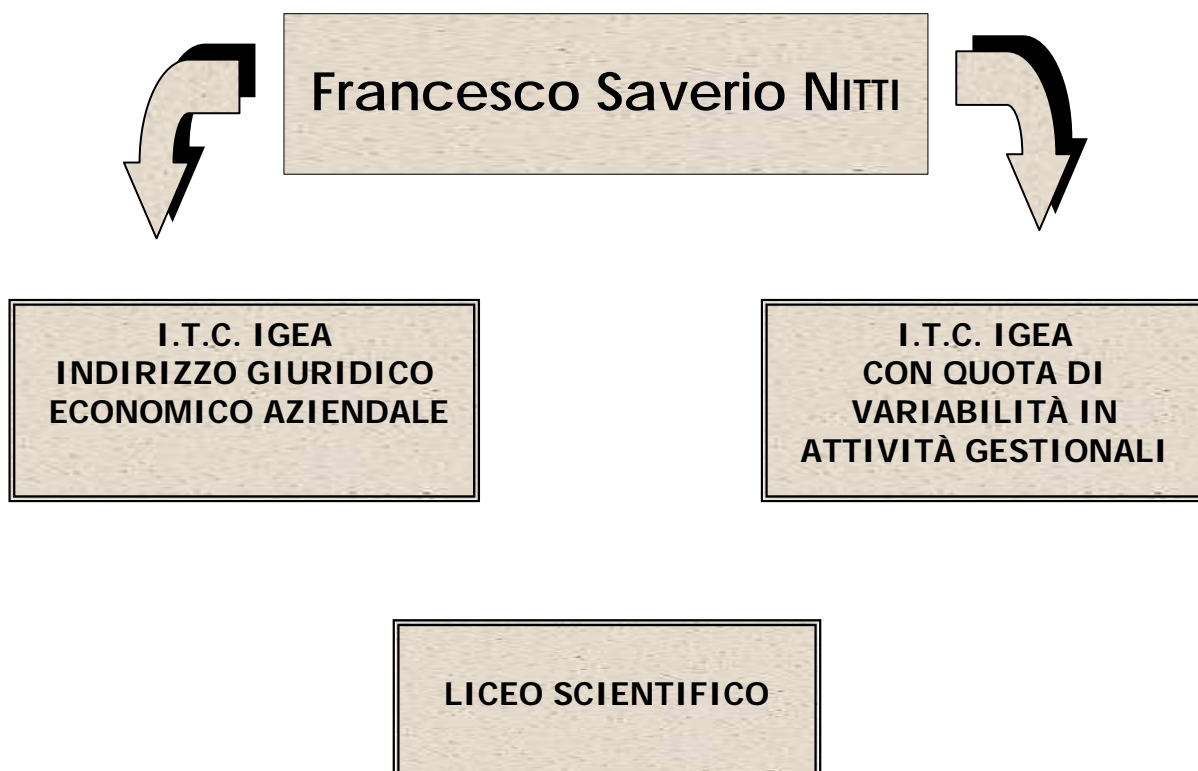 Francesco Saverio NITTI
I.T.C. IGEA
INDIRIZZO GIURIDICO
ECONOMICO AZIENDALE
I.T.C. IGEA
CON QUOTA DI
VARIABILITÀ IN
ATTIVITÀ GESTIONALI
LICEO SCIENTIFICO